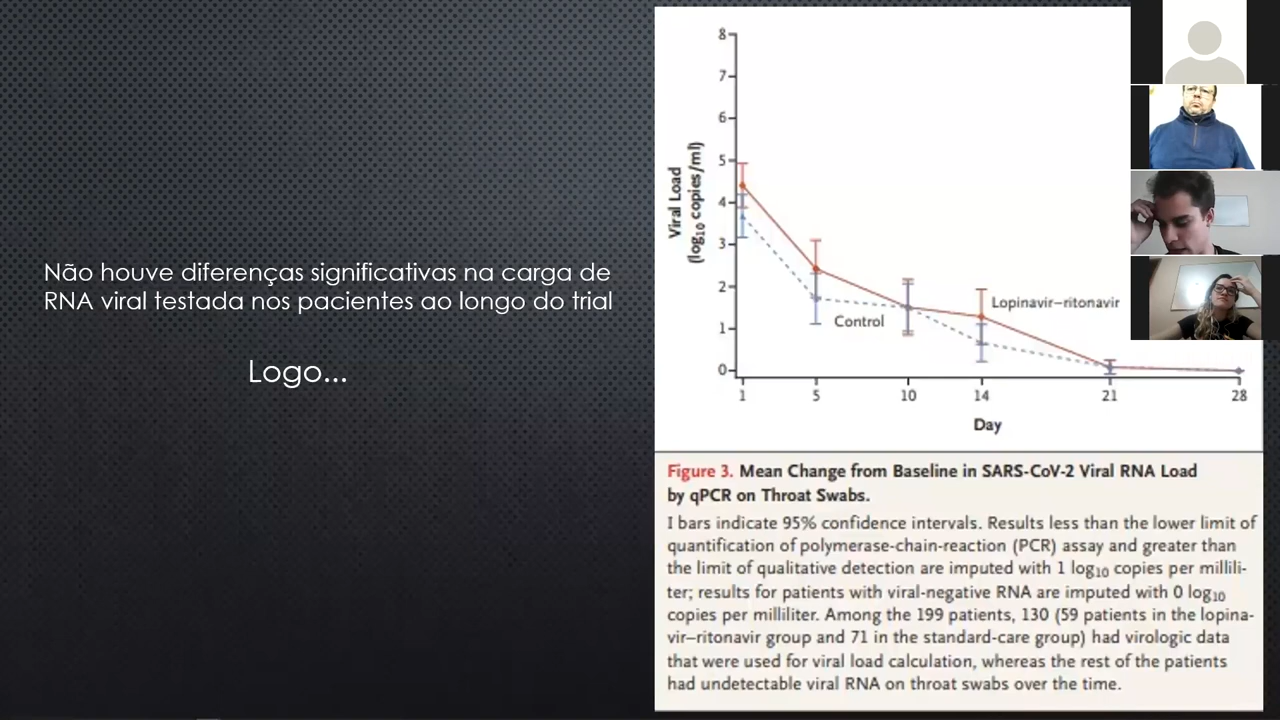 Não houve diferenças significativas na carga de
RNA viral testada nos pacientes ao longo do trial
Logo...
8
7
6
5
4
3
2
1
0
Viral Load
(log₁₀ copies/ml)
Lopinavir–ritonavir
Control
1 5 10 14 21 28
Day
Figure 3. Mean Change from Baseline in SARS-CoV-2 Viral RNA Load
by qPCR on Throat Swabs.
I bars indicate 95% confidence intervals. Results less than the lower limit of
quantification of polymerase-chain-reaction (PCR) assay and greater than
the limit of qualitative detection are imputed with 1 log₁₀ copies per millili-
ter; results for patients with viral-negative RNA are imputed with 0 log₁₀
copies per milliliter. Among the 199 patients, 130 (59 patients in the lopina-
vir–ritonavir group and 71 in the standard-care group) had virologic data
that were used for viral load calculation, whereas the rest of the patients
had undetectable viral RNA on throat swabs over the time.